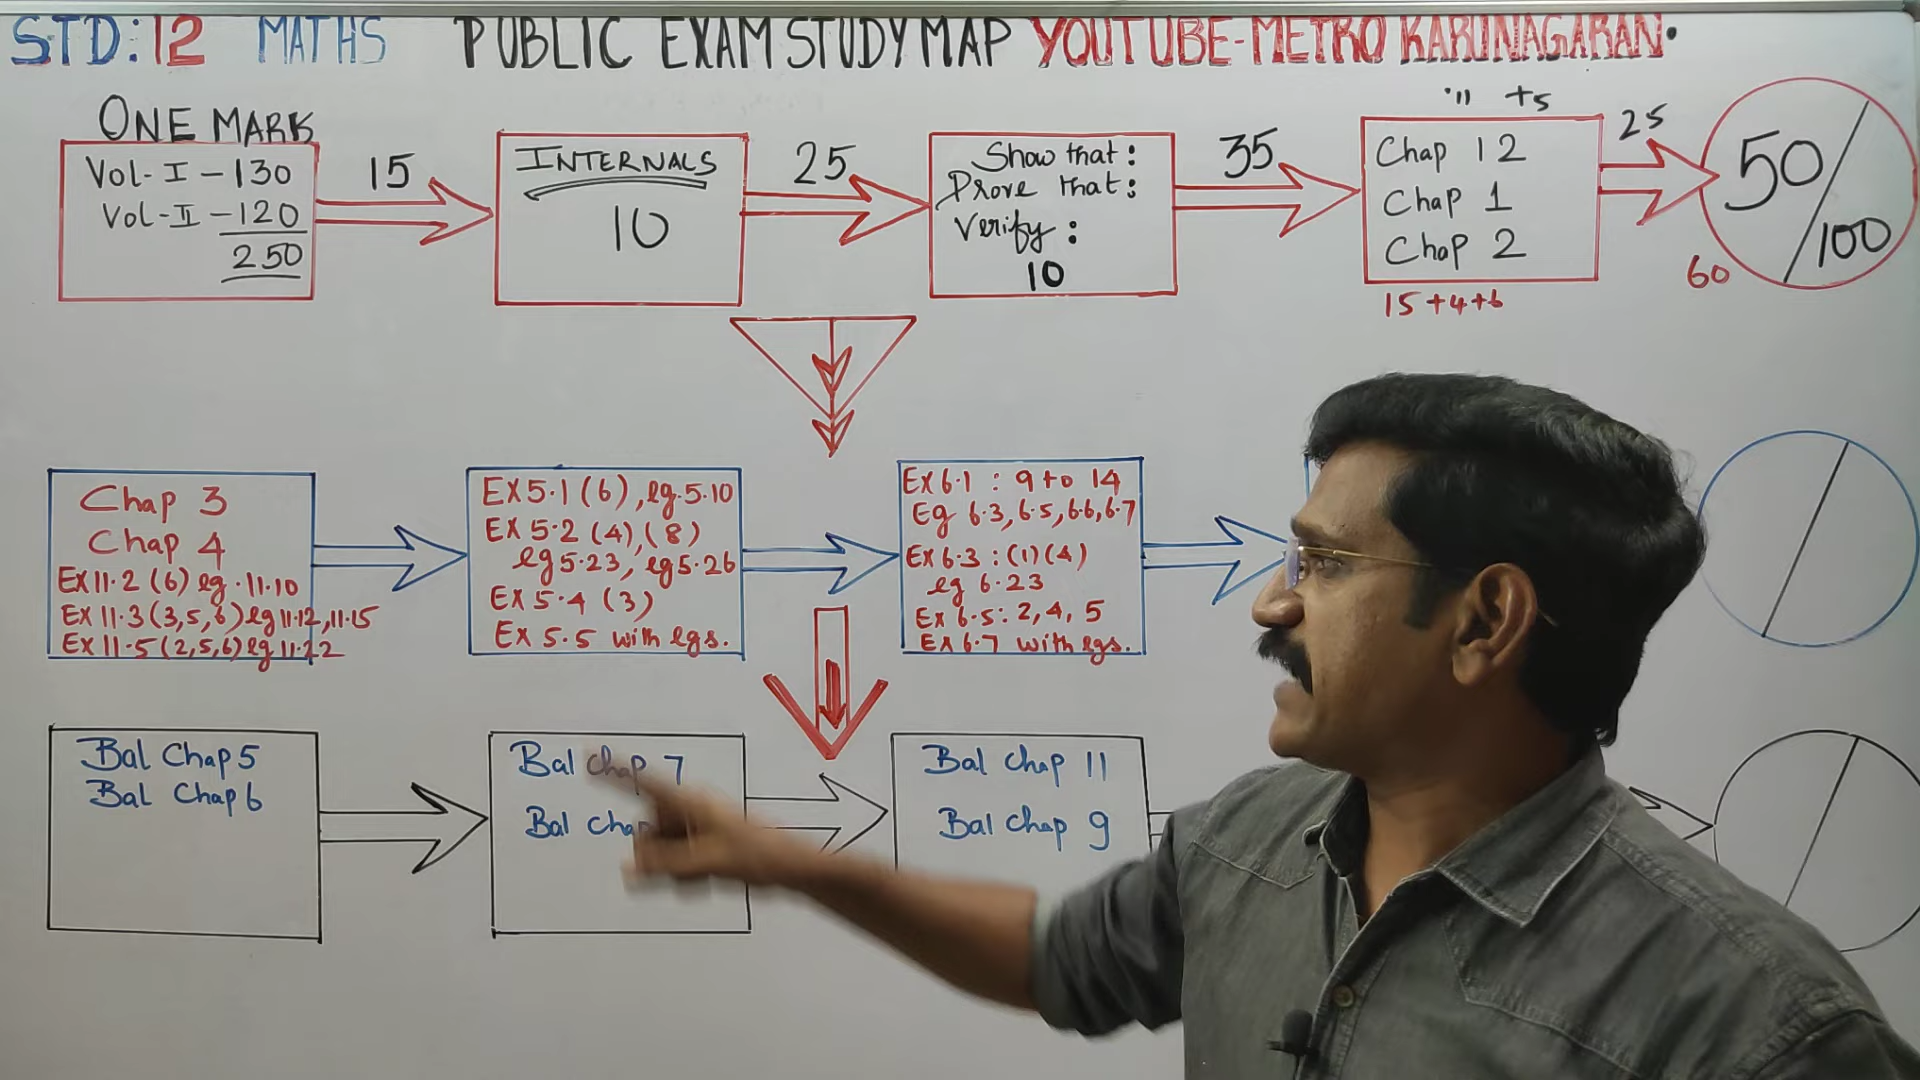 STD:12 MATHS PUBLIC EXAM STUDY MAP YOUTUBE-METRO KARUNAGARAN.
ONE MARK
Vol-I-130
Vol-II-120
250
15
INTERNALS
10
25
Show that:
Prove that:
Verify:
10
35
+5
Chap 12
Chap 1
Chap 2
15+4+6
25
50/100
60
Chap 3
Chap 4
Ex 11.2 (6) eg.11.10
Ex 11.3 (3,5,6) eg 11.12, 11.15
Ex 11.5 (2,5,6) eg 11.22
Ex 5.1 (6), eg.5.10
Ex 5.2 (4),(8)
eg 5.23, eg 5.26
Ex 5.4 (3)
Ex 5.5 with egs.
Ex 6.1 : 9 to 14
Eg 6.3, 6.5, 6.6, 6.7
Ex 6.3 : (1)(4)
eg 6.23
Ex 6.5: 2, 4, 5
Ex 6.7 with egs.
Bal Chap 5
Bal Chap 6
Bal Chap 7
Bal Chap
Bal Chap 11
Bal Chap 9